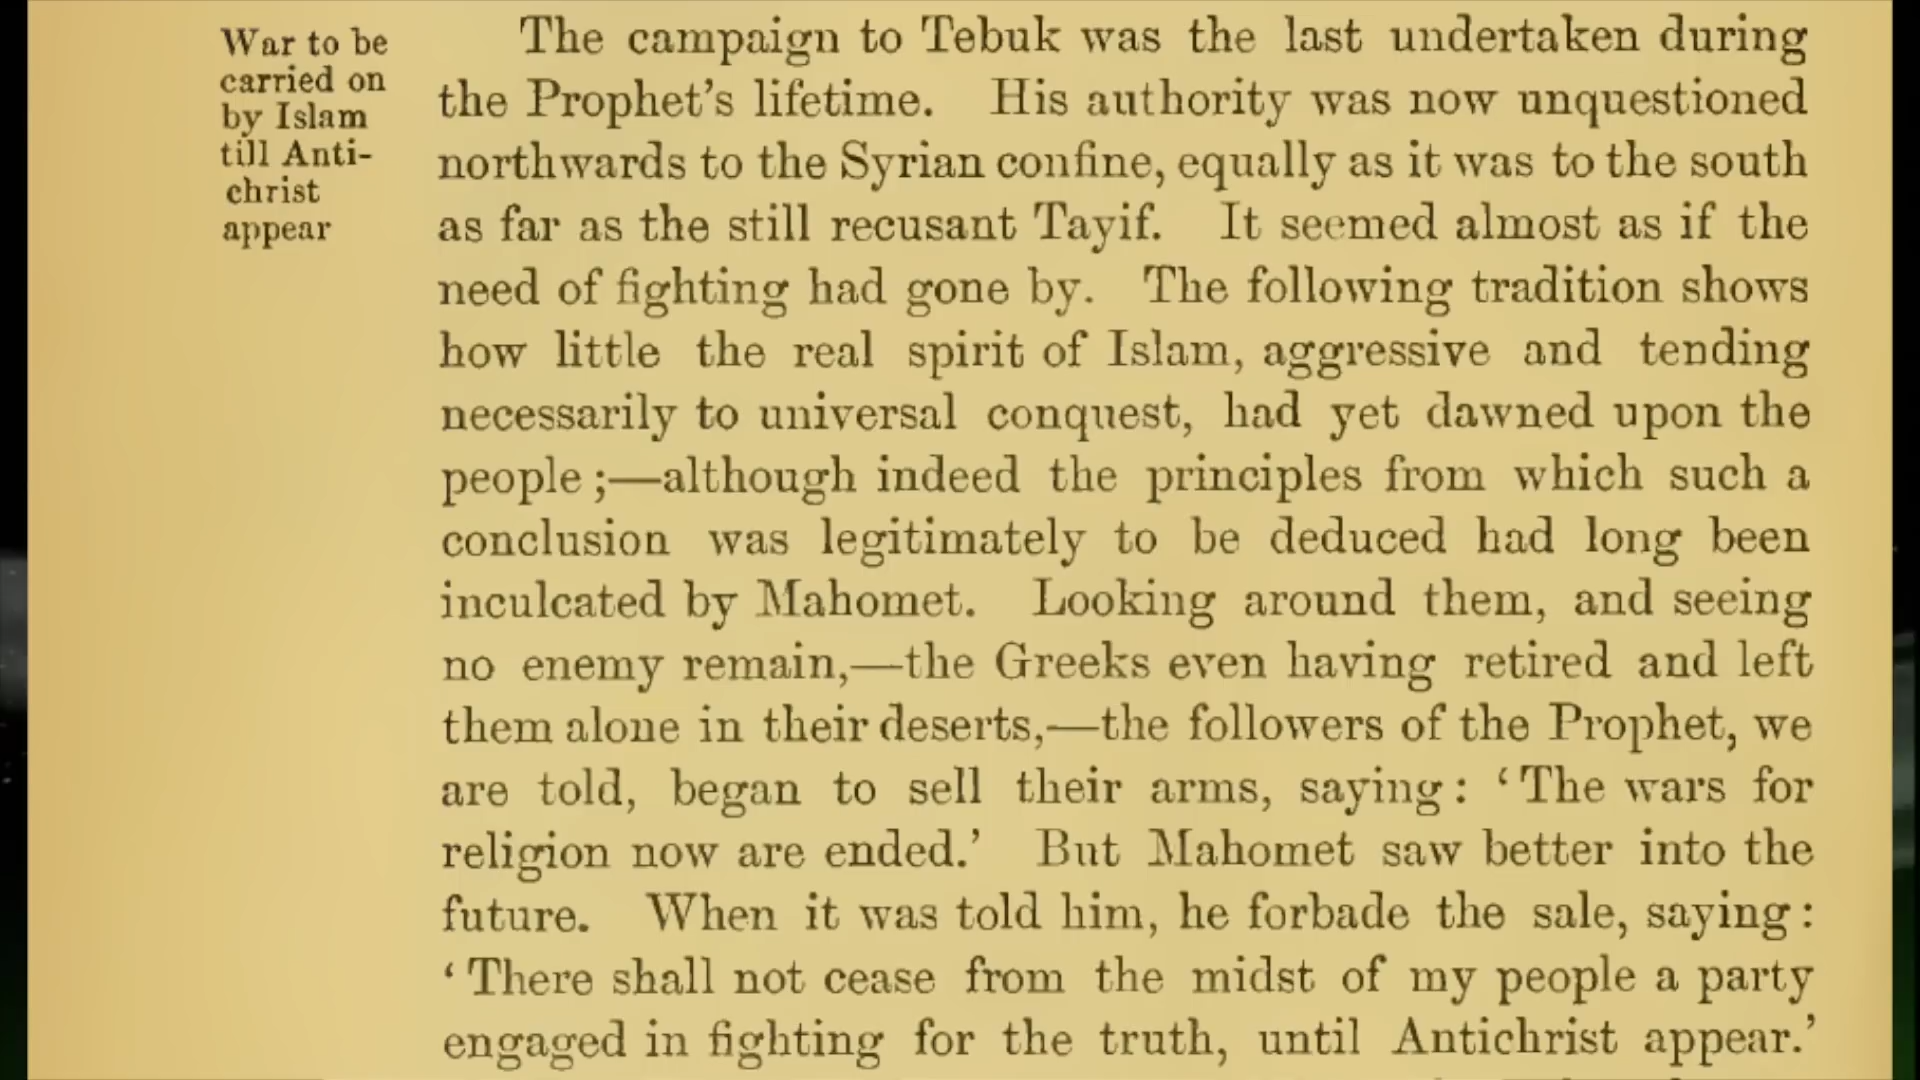 War to be
carried on
by Islam
till Anti-
christ
appear
The campaign to Tebuk was the last undertaken during
the Prophet's lifetime. His authority was now unquestioned
northwards to the Syrian confine, equally as it was to the south
as far as the still recusant Tayif. It seemed almost as if the
need of fighting had gone by. The following tradition shows
how little the real spirit of Islam, aggressive and tending
necessarily to universal conquest, had yet dawned upon the
people;—although indeed the principles from which such a
conclusion was legitimately to be deduced had long been
inculcated by Mahomet. Looking around them, and seeing
no enemy remain,—the Greeks even having retired and left
them alone in their deserts,—the followers of the Prophet, we
are told, began to sell their arms, saying: ‘The wars for
religion now are ended.’ But Mahomet saw better into the
future. When it was told him, he forbade the sale, saying:
‘There shall not cease from the midst of my people a party
engaged in fighting for the truth, until Antichrist appear.’